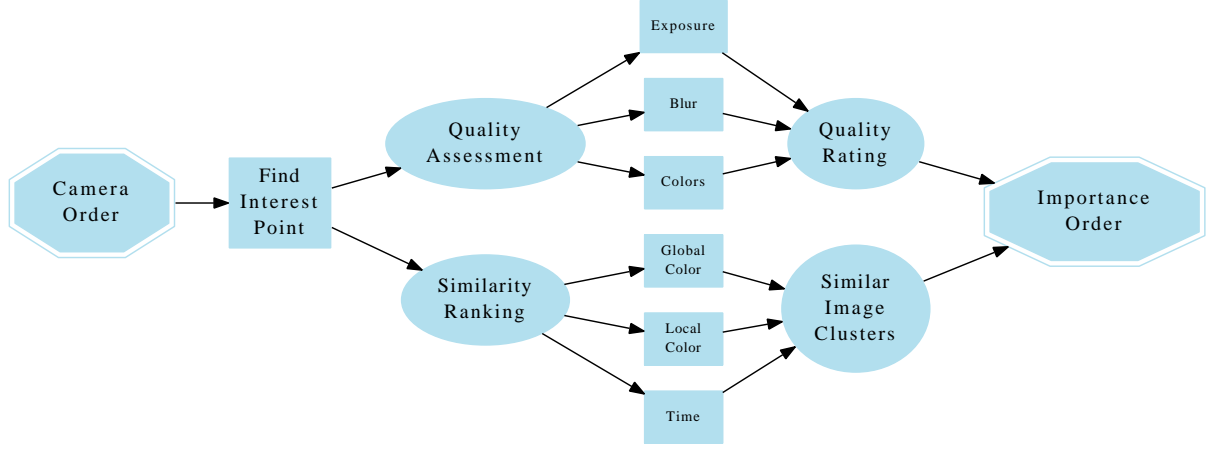 Camera
Order
Find
Interest
Point
Quality
Assessment
Similarity
Ranking
Exposure
Blur
Colors
Global
Color
Local
Color
Time
Quality
Rating
Similar
Image
Clusters
Importance
Order